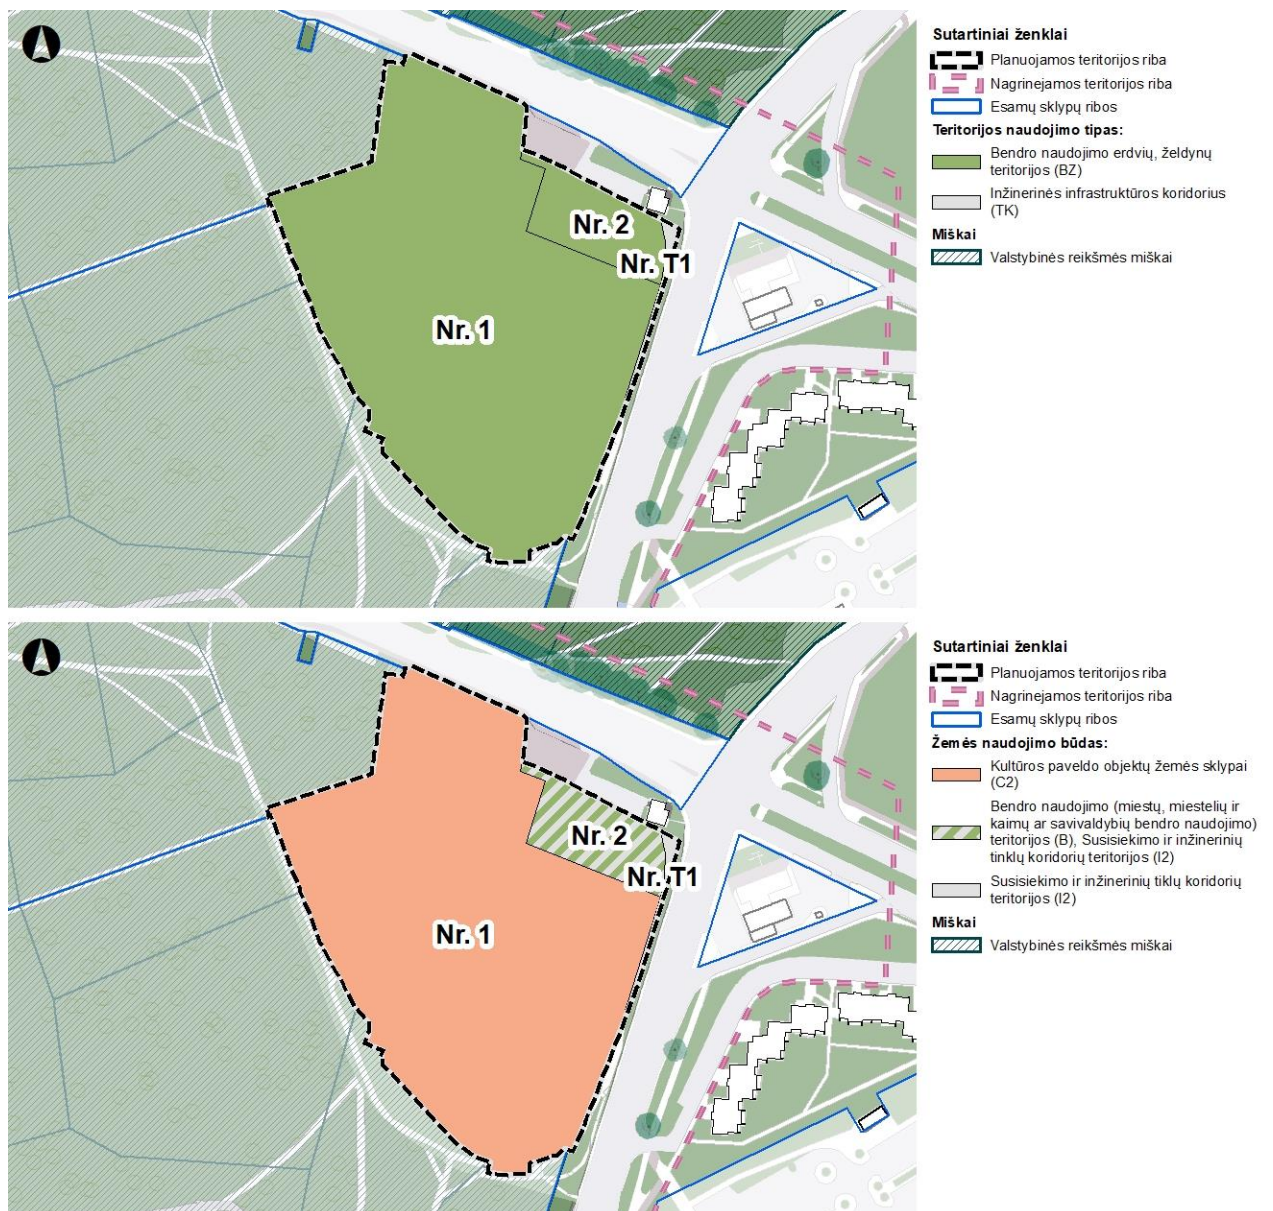 Nr. 1
Nr. 2
Nr. T1
Sutartiniai ženklai
Planuojamos teritorijos riba
Nagrinejamos teritorijos riba
Esamų sklypų ribos
Teritorijos naudojimo tipas:
Bendro naudojimo erdvių, želdynų
teritorijos (BZ)
Inžinerinės infrastruktūros koridorius
(TK)
Miškai
Valstybinės reikšmės miškai
Nr. 1
Nr. 2
Nr. T1
Sutartiniai ženklai
Planuojamos teritorijos riba
Nagrinejamos teritorijos riba
Esamų sklypų ribos
Žemės naudojimo būdas:
Kultūros paveldo objektų žemės sklypai
(C2)
Bendro naudojimo (miestų, miestelių ir
kaimų ar savivaldybių bendro naudojimo)
teritorijos (B), Susisiekimo ir inžinerinių
tinklų koridorių teritorijos (I2)
Susisiekimo ir inžinerinių tiklų koridorių
teritorijos (I2)
Miškai
Valstybinės reikšmės miškai